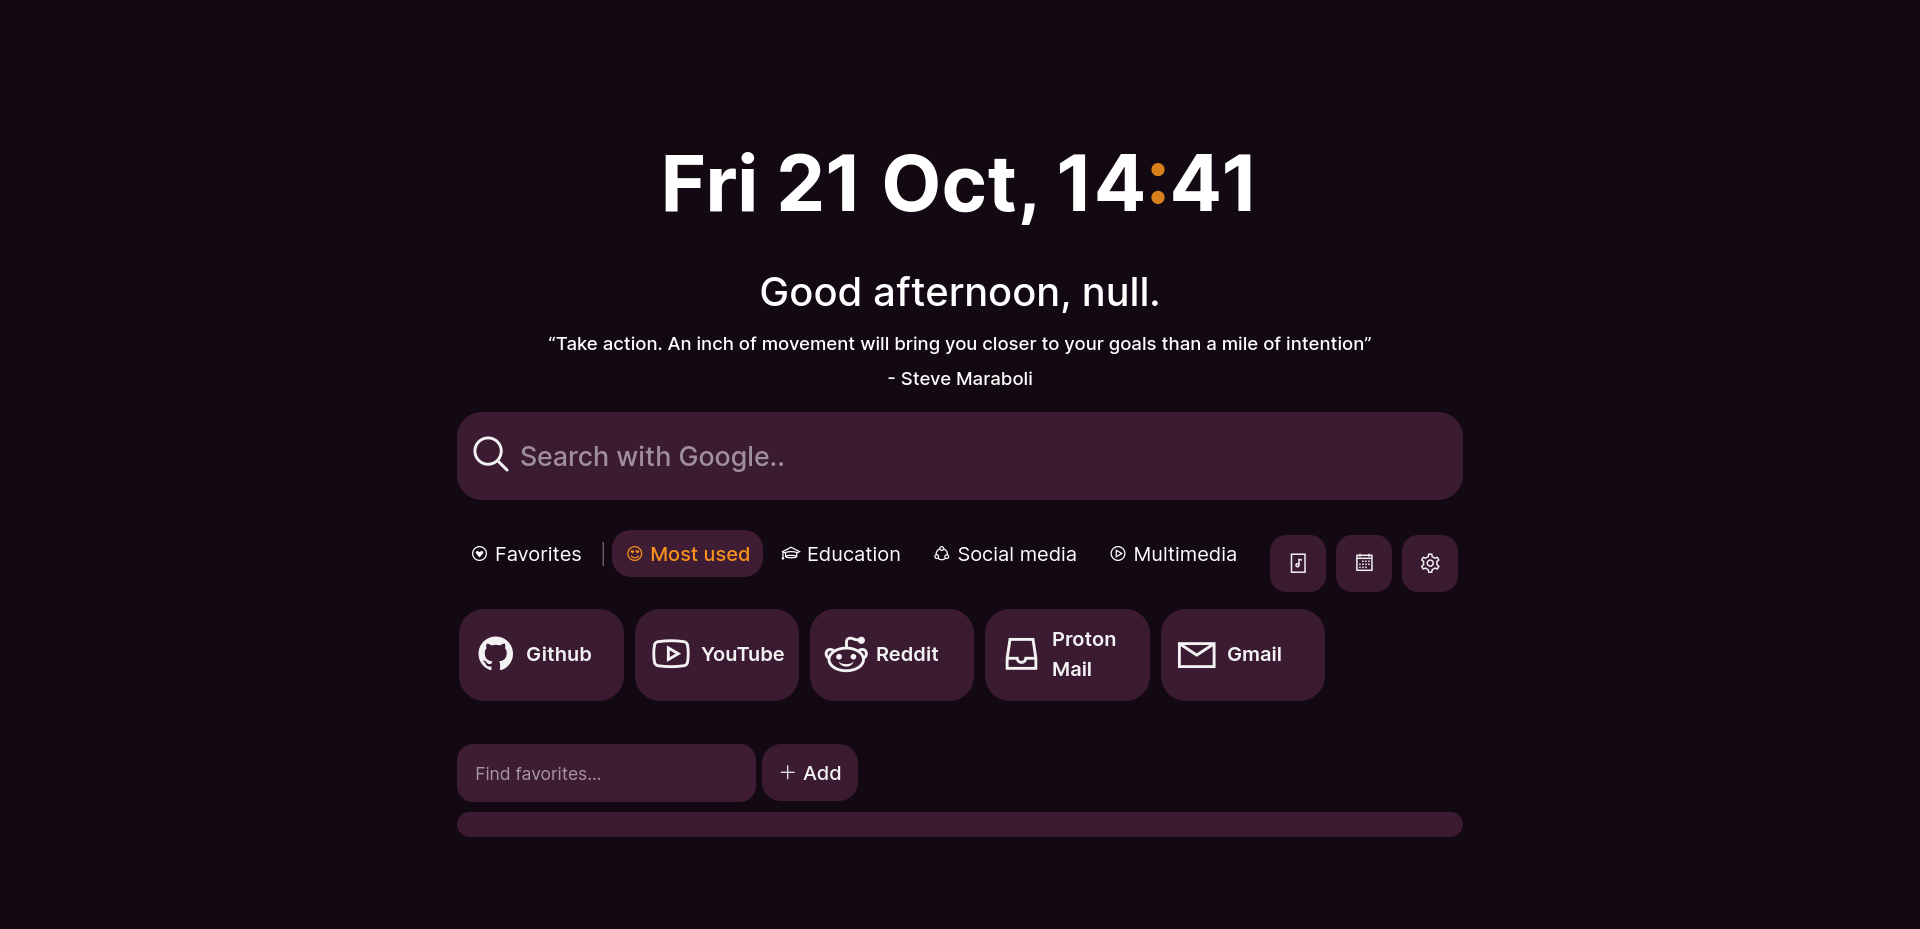 Fri 21 Oct, 14:41
Good afternoon, null.
“Take action. An inch of movement will bring you closer to your goals than a mile of intention”
- Steve Maraboli
Search with Google..
Favorites | Most used Education Social media Multimedia
Github YouTube Reddit Proton Mail Gmail
Find favorites... + Add